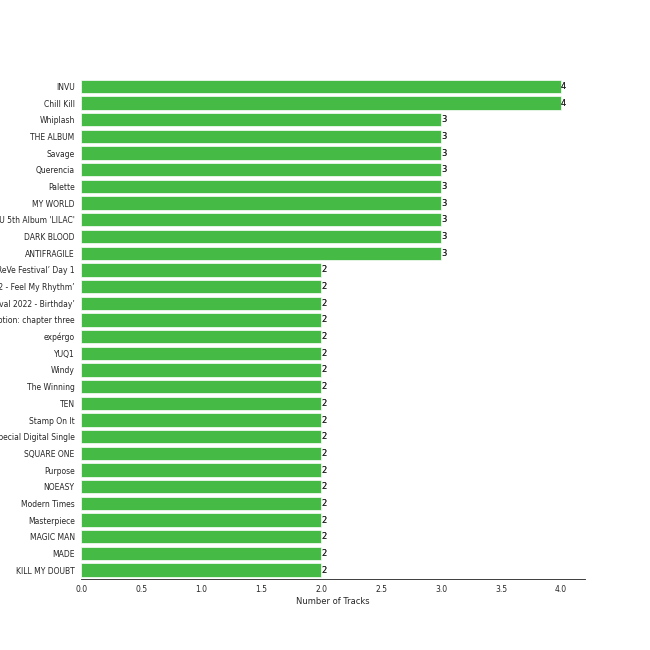 INVU 4
Chill Kill 4
Whiplash 3
THE ALBUM 3
Savage 3
Querencia 3
Palette 3
MY WORLD 3
U 5th Album 'LILAC' 3
DARK BLOOD 3
ANTIFRAGILE 3
ReVe Festival' Day 1 2
2 - Feel My Rhythm' 2
val 2022 - Birthday' 2
ption: chapter three 2
expérgo 2
YUQ1 2
Windy 2
The Winning 2
TEN 2
Stamp On It 2
pecial Digital Single 2
SQUARE ONE 2
Purpose 2
NOEASY 2
Modern Times 2
Masterpiece 2
MAGIC MAN 2
MADE 2
KILL MY DOUBT 2
0.0 0.5 1.0 1.5 2.0 2.5 3.0 3.5 4.0
Number of Tracks